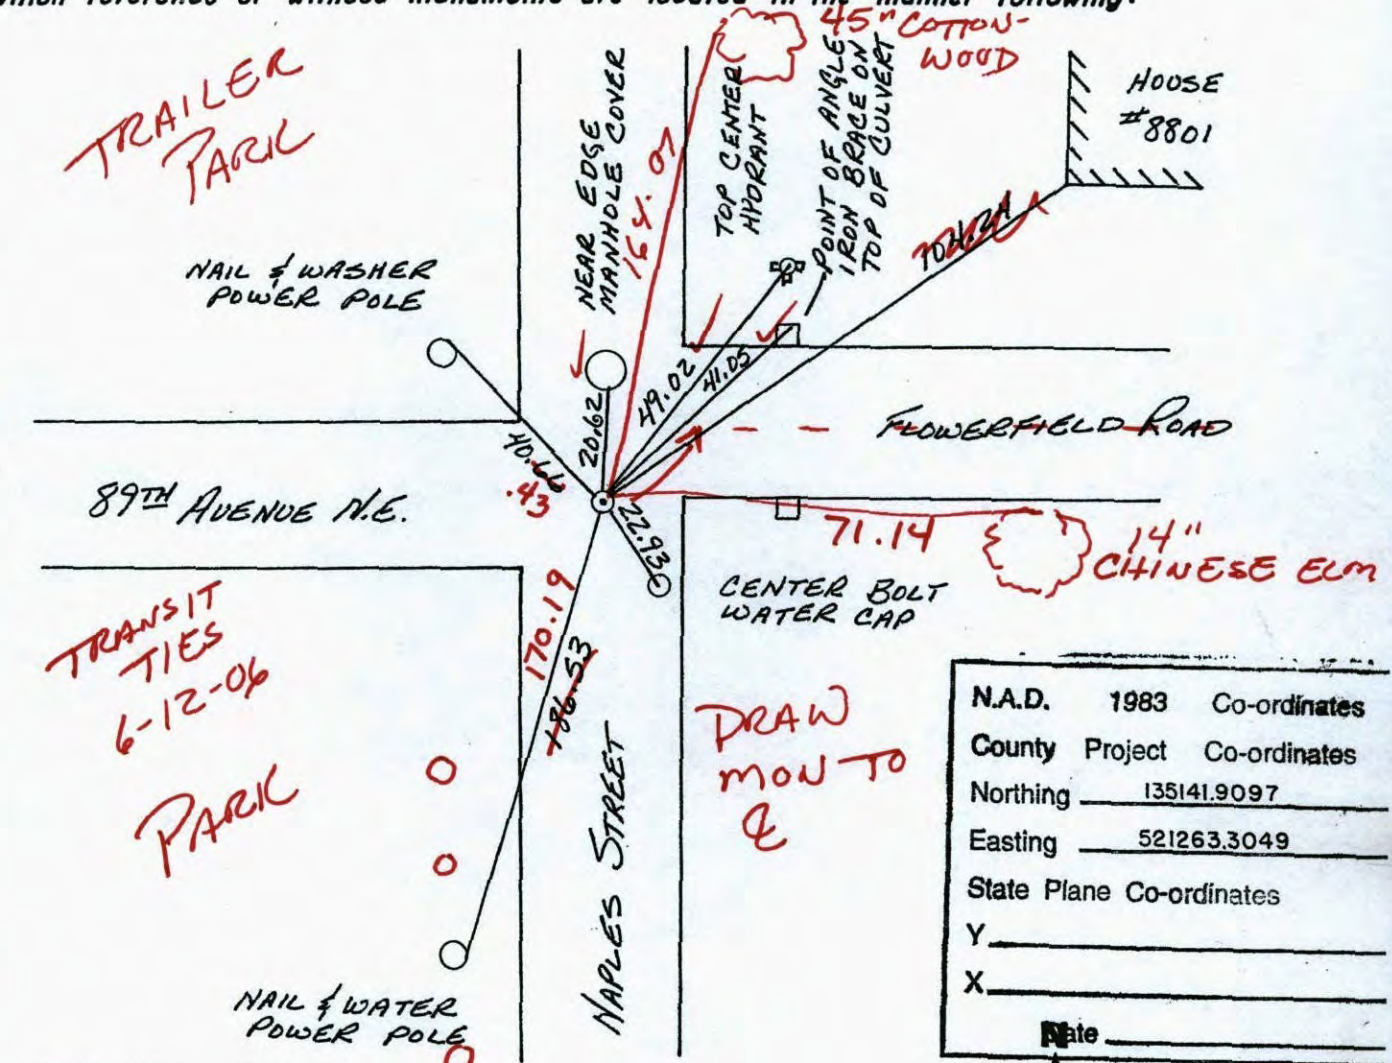 which reference or witness monuments are located in the manner following:
45" COTTON-
WOOD
TRAILER
PARK
NEAR EDGE
MANHOLE COVER
164.07
TOP CENTER
HYDRANT
POINT OF ANGLE
IRON BRACE ON
TOP OF CULVERT
HOUSE
#8801
104.24
NAIL & WASHER
POWER POLE
49.02
41.05
20.62
40.66
.43
FLOWERFIELD ROAD
89TH AVENUE N.E.
22.93
71.14
14"
CHINESE ELM
CENTER BOLT
WATER CAP
TRANSIT
TIES
6-12-06
170.19
186.53
PARK
DRAW
MON TO
℄
NAPLES STREET
NAIL & WATER
POWER POLE
N.A.D. 1983 Co-ordinates
County Project Co-ordinates
Northing 135141.9097
Easting 521263.3049
State Plane Co-ordinates
Y
X
N